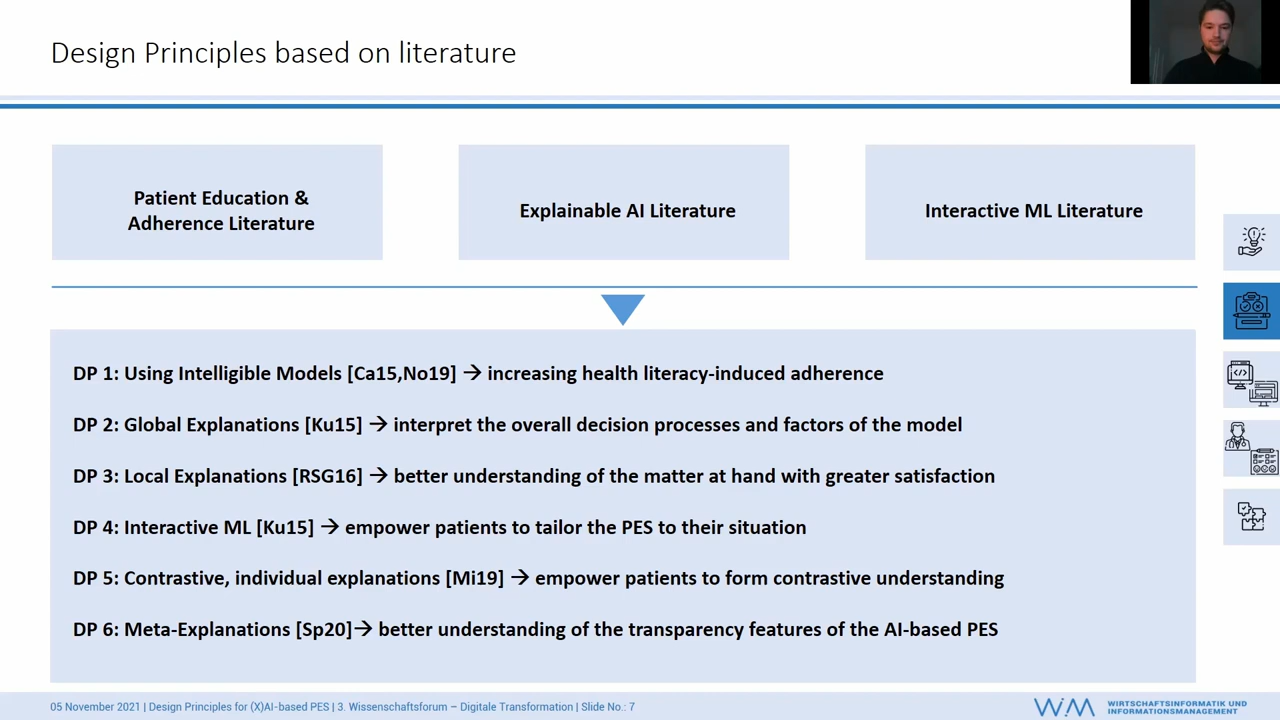 Design Principles based on literature
Patient Education &
Adherence Literature
Explainable AI Literature
Interactive ML Literature
DP 1: Using Intelligible Models [Ca15,No19] → increasing health literacy-induced adherence
DP 2: Global Explanations [Ku15] → interpret the overall decision processes and factors of the model
DP 3: Local Explanations [RSG16] → better understanding of the matter at hand with greater satisfaction
DP 4: Interactive ML [Ku15] → empower patients to tailor the PES to their situation
DP 5: Contrastive, individual explanations [Mi19] → empower patients to form contrastive understanding
DP 6: Meta-Explanations [Sp20]→ better understanding of the transparency features of the AI-based PES
05 November 2021 | Design Principles for (X)AI-based PES | 3. Wissenschaftsforum – Digitale Transformation | Slide No.: 7
WiM
WIRTSCHAFTSINFORMATIK UND
INFORMATIONSMANAGEMENT